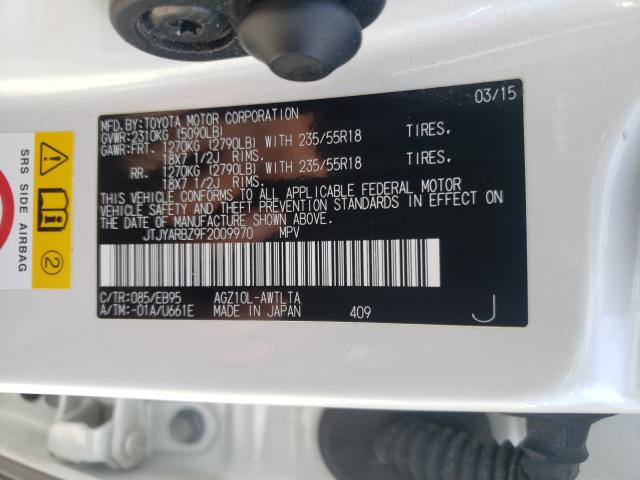 03/15
MFD.BY:TOYOTA MOTOR CORPORATION
GVWR:2310KG (5090LB)
GAWR:FRT. 1270KG (2790LB) WITH 235/55R18 TIRES,
18X7 1/2J RIMS.
RR. 1270KG (2790LB) WITH 235/55R18 TIRES,
18X7 1/2J RIMS.
THIS VEHICLE CONFORMS TO ALL APPLICABLE FEDERAL MOTOR
VEHICLE SAFETY, AND THEFT PREVENTION STANDARDS IN EFFECT ON
THE DATE OF MANUFACTURE SHOWN ABOVE.
JTJYARBZ9F2009970 MPV
C/TR:085/EB95 AGZ10L-AWTLTA
A/TM:-01A/U661E MADE IN JAPAN 409 J
SRS SIDE AIRBAG
2